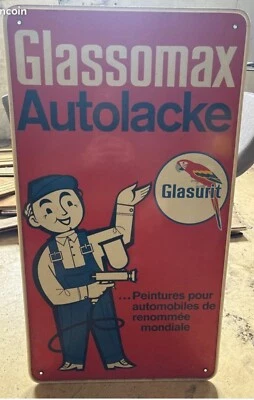 ncoin
Glassomax
Autolacke
Glasurit
...Peintures pour
automobiles de
renommée
mondiale